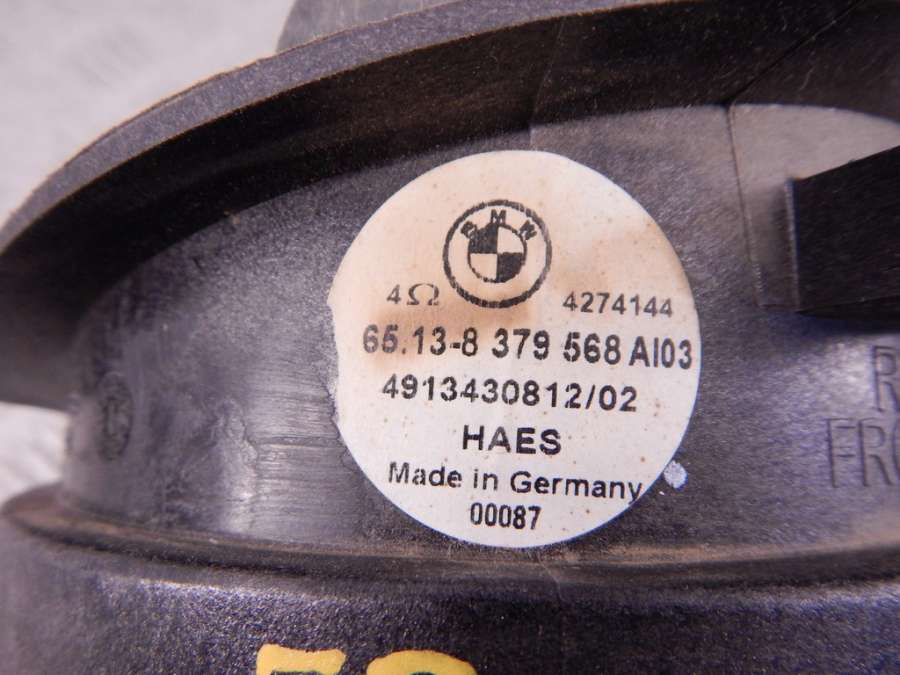 BMW
4Ω 4274144
65.13-8 379 568 AI03
4913430812/02
HAES
Made in Germany
00087